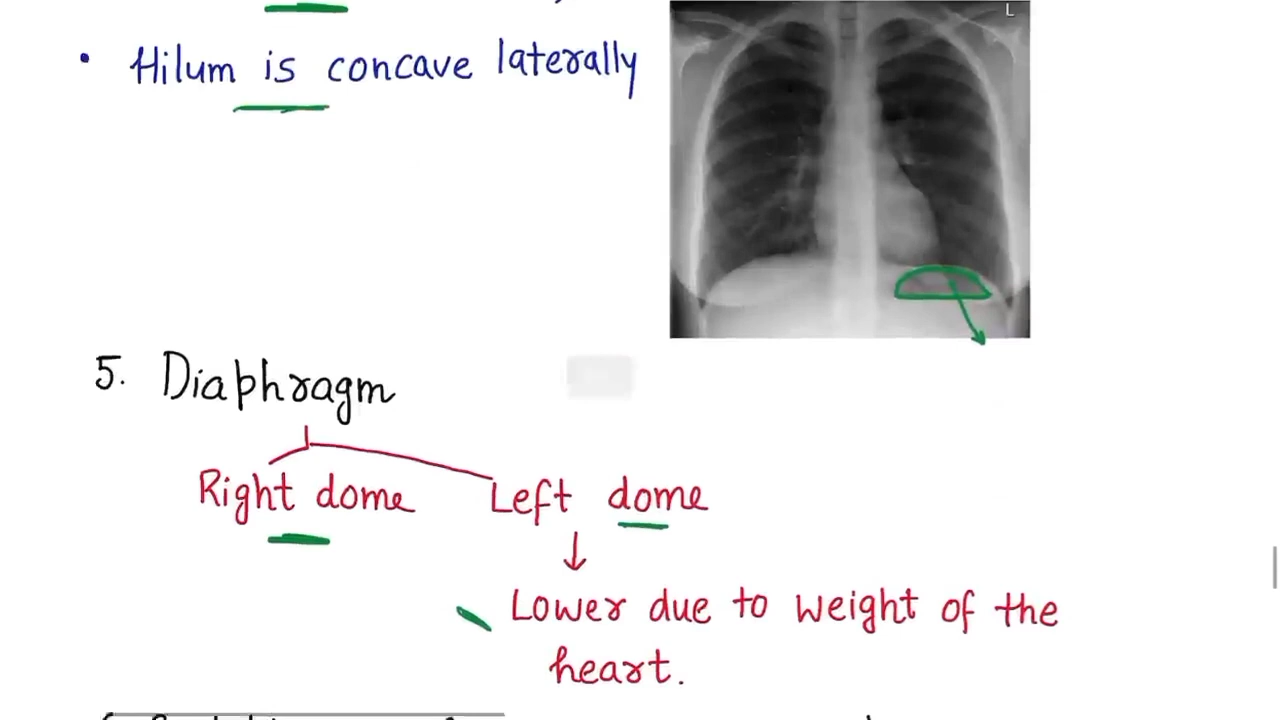 • Hilum is concave laterally
L
5. Diaphragm
Right dome Left dome
↓
Lower due to weight of the
heart.